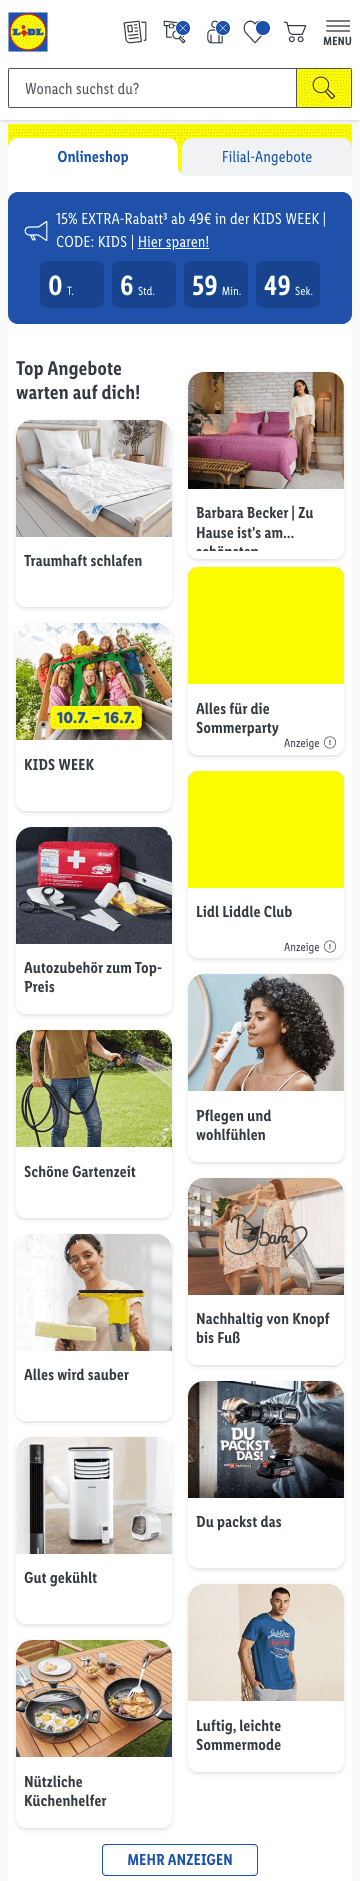 LIDL
MENU
Wonach suchst du?
Onlineshop
Filial-Angebote
15% EXTRA-Rabatt³ ab 49€ in der KIDS WEEK |
CODE: KIDS | Hier sparen!
0 T.
6 Std.
59 Min.
49 Sek.
Top Angebote
warten auf dich!
Traumhaft schlafen
10.7. – 16.7.
KIDS WEEK
Autozubehör zum Top-
Preis
Schöne Gartenzeit
Alles wird sauber
Gut gekühlt
Nützliche
Küchenhelfer
Barbara Becker | Zu
Hause ist's am...
schönsten
Alles für die
Sommerparty
Anzeige
Lidl Liddle Club
Anzeige
Pflegen und
wohlfühlen
Barbara
Nachhaltig von Knopf
bis Fuß
DU
PACKST
DAS!
Du packst das
Luftig, leichte
Sommermode
MEHR ANZEIGEN